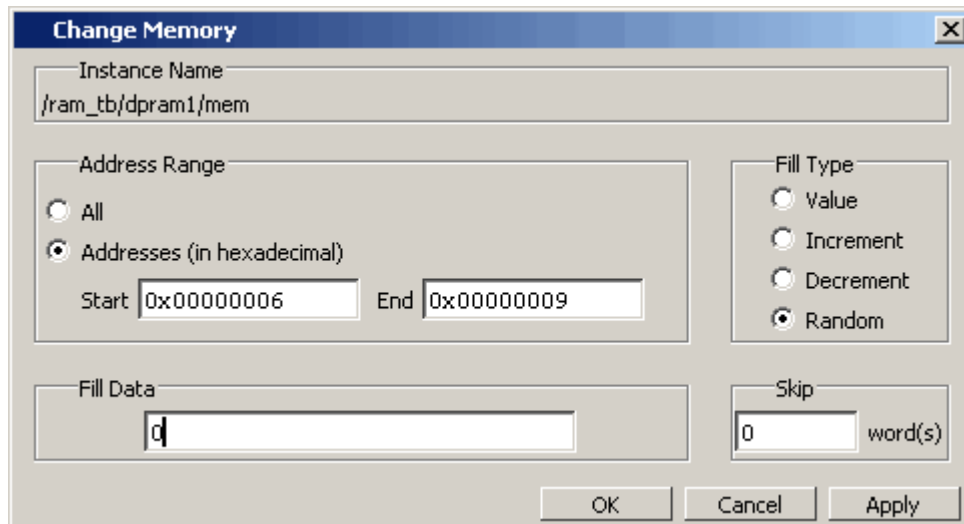 Change Memory
Instance Name
/ram_tb/dpram1/mem
Address Range
All
Addresses (in hexadecimal)
Start 0x00000006 End 0x00000009
Fill Type
Value
Increment
Decrement
Random
Fill Data
0
Skip
0 word(s)
OK Cancel Apply